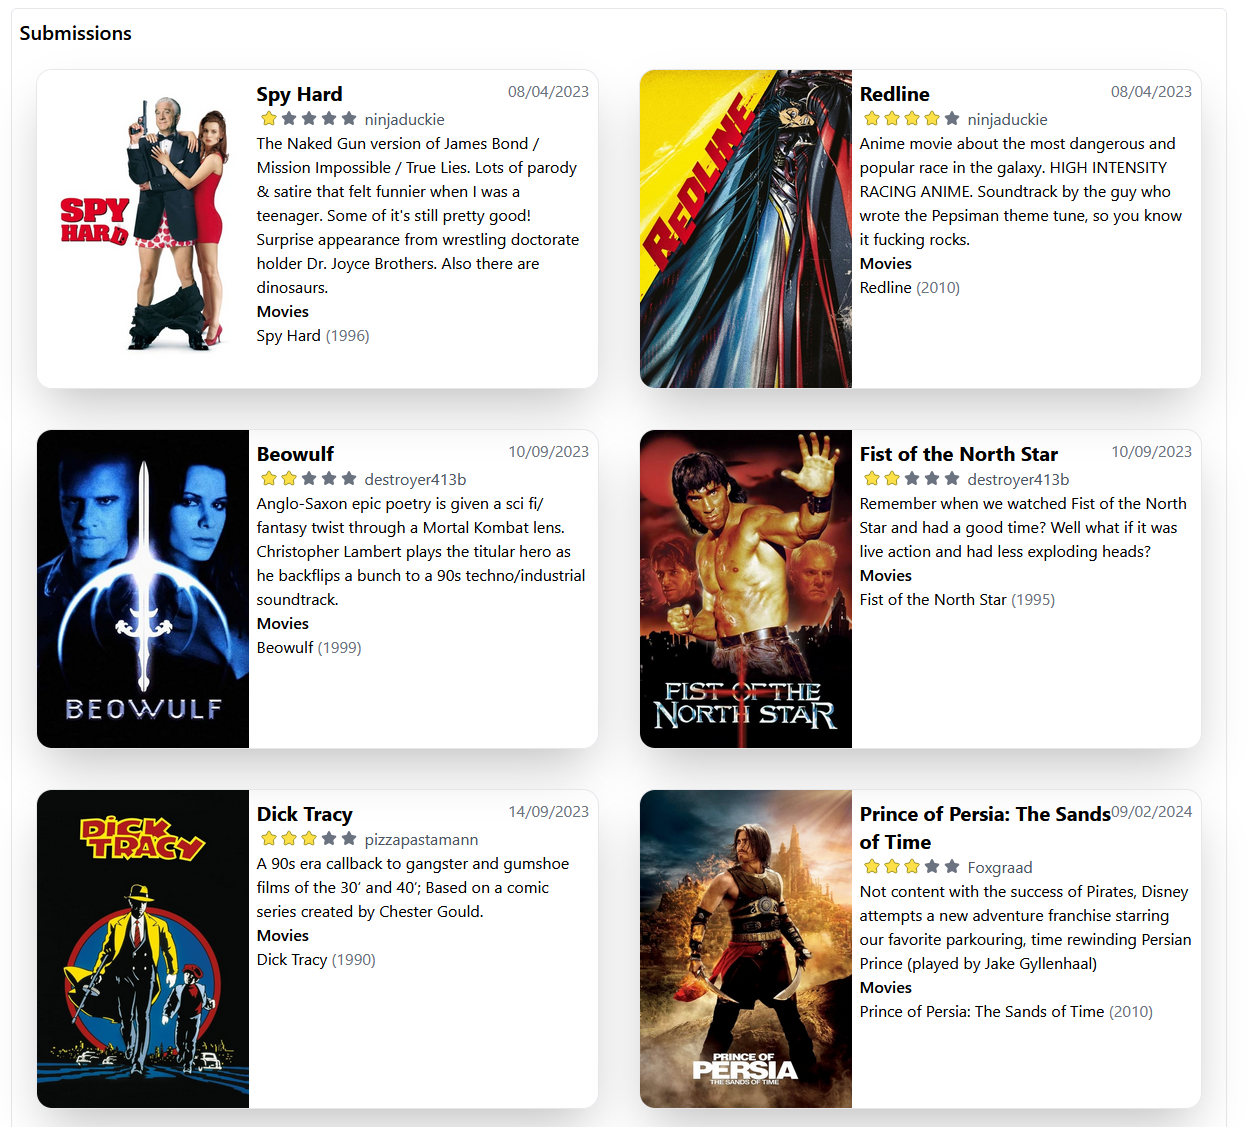 Submissions
SPY
HARD
Spy Hard
08/04/2023
ninjaduckie
The Naked Gun version of James Bond /
Mission Impossible / True Lies. Lots of parody
& satire that felt funnier when I was a
teenager. Some of it's still pretty good!
Surprise appearance from wrestling doctorate
holder Dr. Joyce Brothers. Also there are
dinosaurs.
Movies
Spy Hard (1996)
REDLINE
Redline
08/04/2023
ninjaduckie
Anime movie about the most dangerous and
popular race in the galaxy. HIGH INTENSITY
RACING ANIME. Soundtrack by the guy who
wrote the Pepsiman theme tune, so you know
it fucking rocks.
Movies
Redline (2010)
BEOWULF
Beowulf
10/09/2023
destroyer413b
Anglo-Saxon epic poetry is given a sci fi/
fantasy twist through a Mortal Kombat lens.
Christopher Lambert plays the titular hero as
he backflips a bunch to a 90s techno/industrial
soundtrack.
Movies
Beowulf (1999)
FIST OF THE
NORTH STAR
Fist of the North Star
10/09/2023
destroyer413b
Remember when we watched Fist of the North
Star and had a good time? Well what if it was
live action and had less exploding heads?
Movies
Fist of the North Star (1995)
DICK
TRACY
Dick Tracy
14/09/2023
pizzapastamann
A 90s era callback to gangster and gumshoe
films of the 30’ and 40’; Based on a comic
series created by Chester Gould.
Movies
Dick Tracy (1990)
PRINCE OF
PERSIA
THE SANDS OF TIME
Prince of Persia: The Sands
of Time
09/02/2024
Foxgraad
Not content with the success of Pirates, Disney
attempts a new adventure franchise starring
our favorite parkouring, time rewinding Persian
Prince (played by Jake Gyllenhaal)
Movies
Prince of Persia: The Sands of Time (2010)